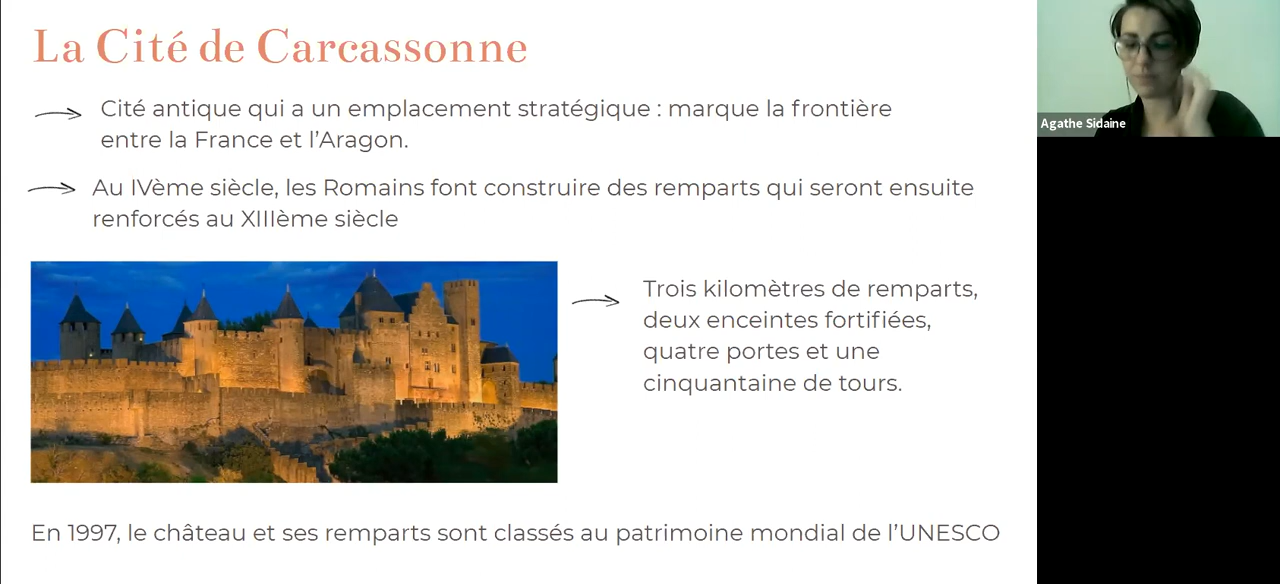 La Cité de Carcassonne
Cité antique qui a un emplacement stratégique : marque la frontière
entre la France et l'Aragon.
Au IVème siècle, les Romains font construire des remparts qui seront ensuite
renforcés au XIIIème siècle
Trois kilomètres de remparts,
deux enceintes fortifiées,
quatre portes et une
cinquantaine de tours.
En 1997, le château et ses remparts sont classés au patrimoine mondial de l'UNESCO
Agathe Sidaine